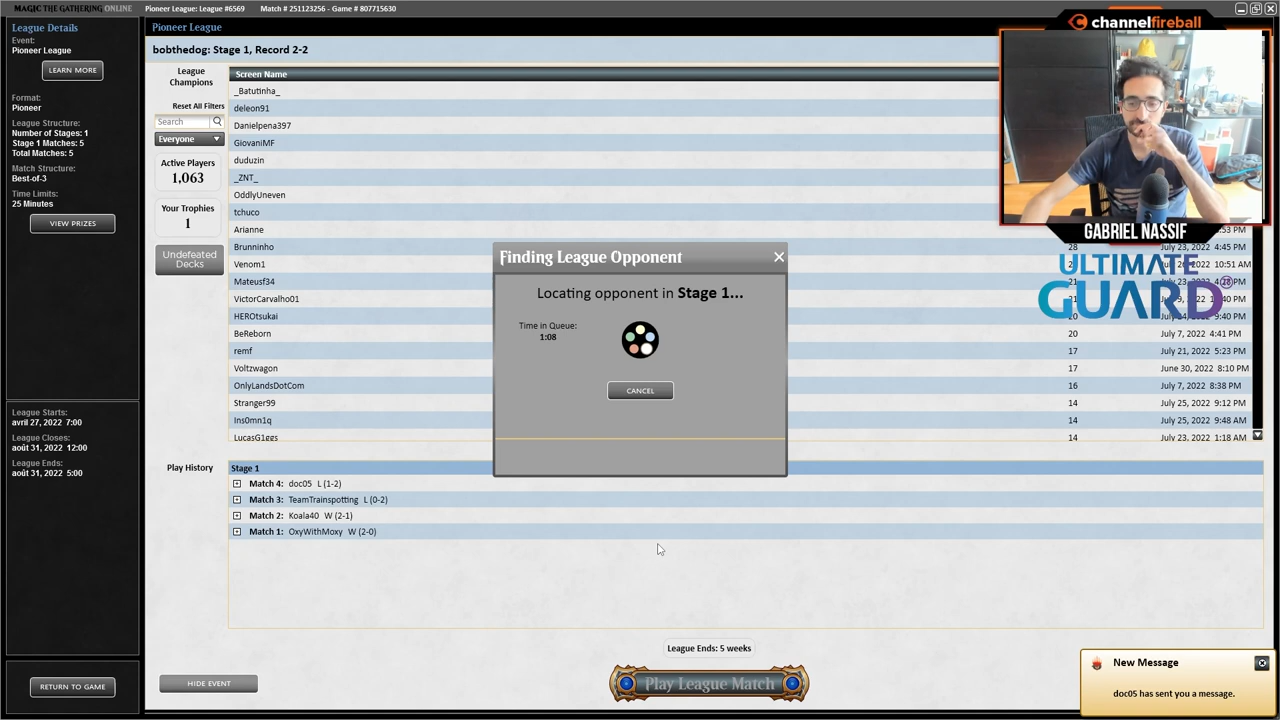 MAGIC THE GATHERING ONLINE
Pioneer League: League #6569
Match # 251123256 - Game # 807715630
League Details
Event:
Pioneer League
LEARN MORE
Format:
Pioneer
League Structure:
Number of Stages: 1
Stage 1 Matches: 5
Total Matches: 5
Match Structure:
Best-of-3
Time Limits:
25 Minutes
VIEW PRIZES
League Starts:
avril 27, 2022 7:00
League Closes:
août 31, 2022 12:00
League Ends:
août 31, 2022 5:00
RETURN TO GAME
Pioneer League
bobthedog: Stage 1, Record 2-2
League
Champions
Reset All Filters
Search
Everyone
Active Players
1,063
Your Trophies
1
Undefeated
Decks
Screen Name
_Batutinha_
deleon91
Danielpena397
GiovaniMF
duduzin
_ZNT_
OddlyUneven
tchuco
Arianne
Brunninho 28 July 23, 2022 4:45 PM
Venom1 10:51 AM
Mateusf34 21 July 23, 2022
VictorCarvalho01
HEROtsukai 20 9:40 PM
BeReborn 20 July 7, 2022 4:41 PM
remf 17 July 21, 2022 5:23 PM
Voltzwagon 17 June 30, 2022 8:10 PM
OnlyLandsDotCom 16 July 7, 2022 8:38 PM
Stranger99 14 July 25, 2022 9:12 PM
Ins0mn1q 14 July 25, 2022 9:48 AM
LucasG1ggs 14 July 23, 2022 1:18 AM
channelfireball
GABRIEL NASSIF
ULTIMATE
GUARD
Finding League Opponent
Locating opponent in Stage 1...
Time in Queue:
1:08
CANCEL
Play History
Stage 1
Match 4: doc05 L (1-2)
Match 3: TeamTrainspotting L (0-2)
Match 2: Koala40 W (2-1)
Match 1: OxyWithMoxy W (2-0)
League Ends: 5 weeks
HIDE EVENT
Play League Match
New Message
doc05 has sent you a message.